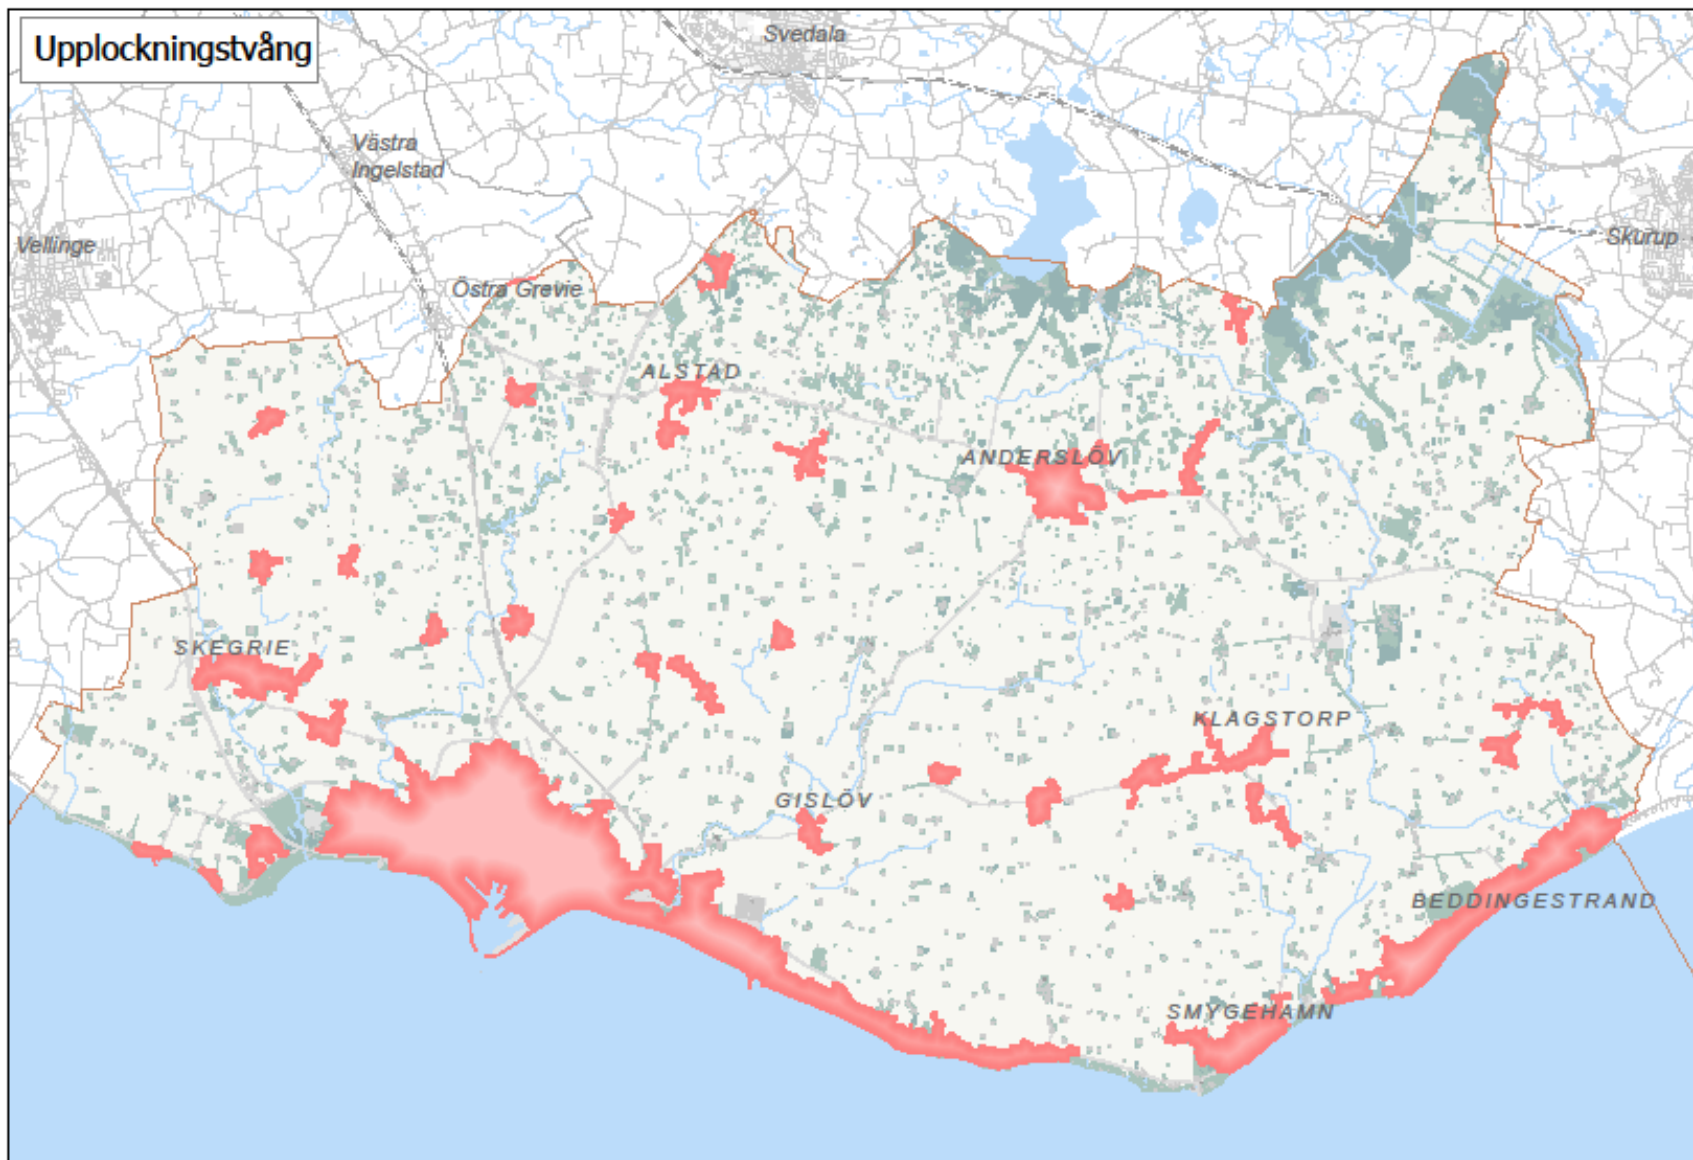 Upplockningstvång
Svedala
Västra
Ingelstad
Vellinge
Skurup
Östra Grevie
ALSTAD
ANDERSLÖV
SKEGRIE
KLAGSTORP
GISLÖV
BEDDINGESTRAND
SMYGEHAMN